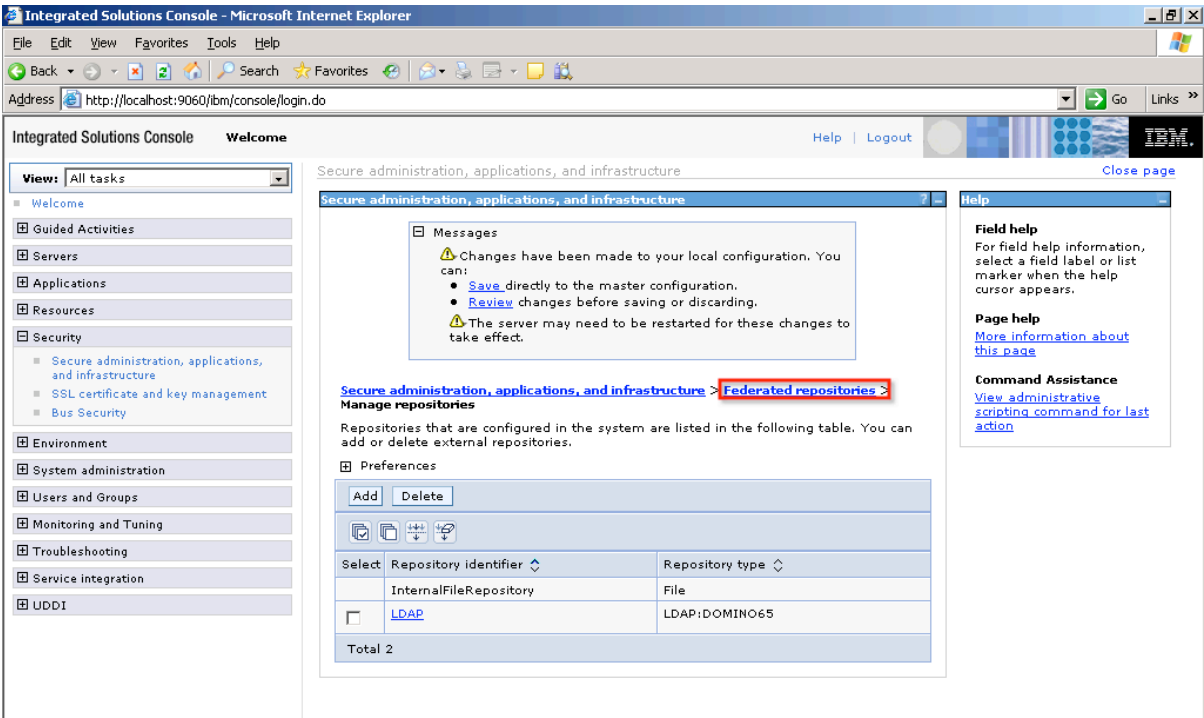 Integrated Solutions Console - Microsoft Internet Explorer
File Edit View Favorites Tools Help
Back Search Favorites
Address http://localhost:9060/ibm/console/login.do Go Links »
Integrated Solutions Console Welcome Help | Logout IBM.
View: All tasks
Welcome
Guided Activities
Servers
Applications
Resources
Security
Secure administration, applications,
and infrastructure
SSL certificate and key management
Bus Security
Environment
System administration
Users and Groups
Monitoring and Tuning
Troubleshooting
Service integration
UDDI
Secure administration, applications, and infrastructure Close page
Secure administration, applications, and infrastructure ? _
Messages
Changes have been made to your local configuration. You
can:
• Save directly to the master configuration.
• Review changes before saving or discarding.
The server may need to be restarted for these changes to
take effect.
Secure administration, applications, and infrastructure > Federated repositories >
Manage repositories
Repositories that are configured in the system are listed in the following table. You can
add or delete external repositories.
Preferences
Add Delete
Select Repository identifier Repository type
InternalFileRepository File
LDAP LDAP:DOMINO65
Total 2
Help
Field help
For field help information,
select a field label or list
marker when the help
cursor appears.
Page help
More information about
this page
Command Assistance
View administrative
scripting command for last
action